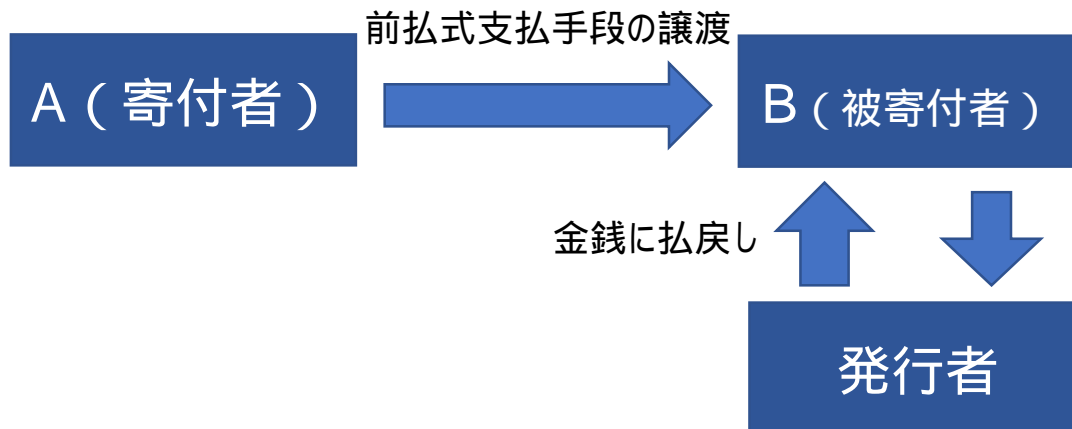 前払式支払手段の譲渡
A（寄付者）
B（被寄付者）
金銭に払戻し
発行者